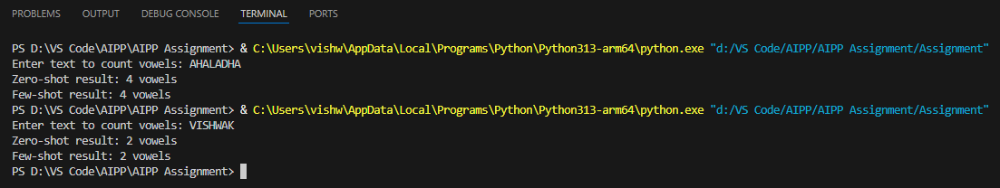 PROBLEMS OUTPUT DEBUG CONSOLE TERMINAL PORTS
PS D:\VS Code\AIPP\AIPP Assignment> & C:\Users\vishw\AppData\Local\Programs\Python\Python313-arm64\python.exe "d:/VS Code/AIPP/AIPP Assignment/Assignment"
Enter text to count vowels: AHALADHA
Zero-shot result: 4 vowels
Few-shot result: 4 vowels
PS D:\VS Code\AIPP\AIPP Assignment> & C:\Users\vishw\AppData\Local\Programs\Python\Python313-arm64\python.exe "d:/VS Code/AIPP/AIPP Assignment/Assignment"
Enter text to count vowels: VISHWAK
Zero-shot result: 2 vowels
Few-shot result: 2 vowels
PS D:\VS Code\AIPP\AIPP Assignment>